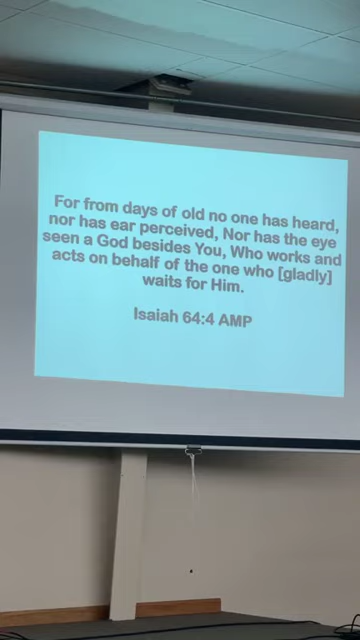 For from days of old no one has heard,
nor has ear perceived, Nor has the eye
seen a God besides You, Who works and
acts on behalf of the one who [gladly]
waits for Him.
Isaiah 64:4 AMP